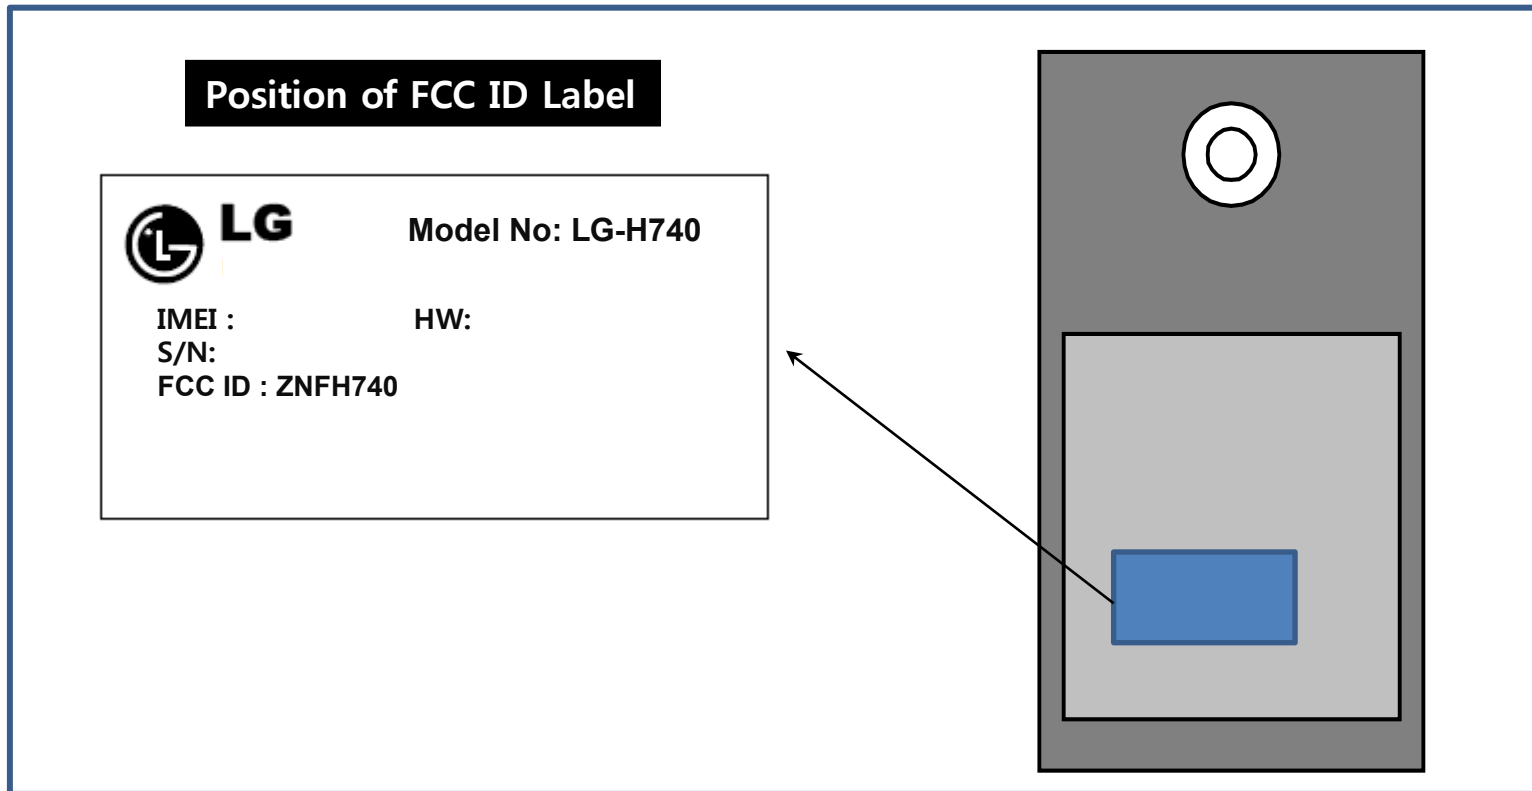 Position of FCC ID Label
LG Model No: LG-H740
IMEI : HW:
S/N:
FCC ID : ZNFH740